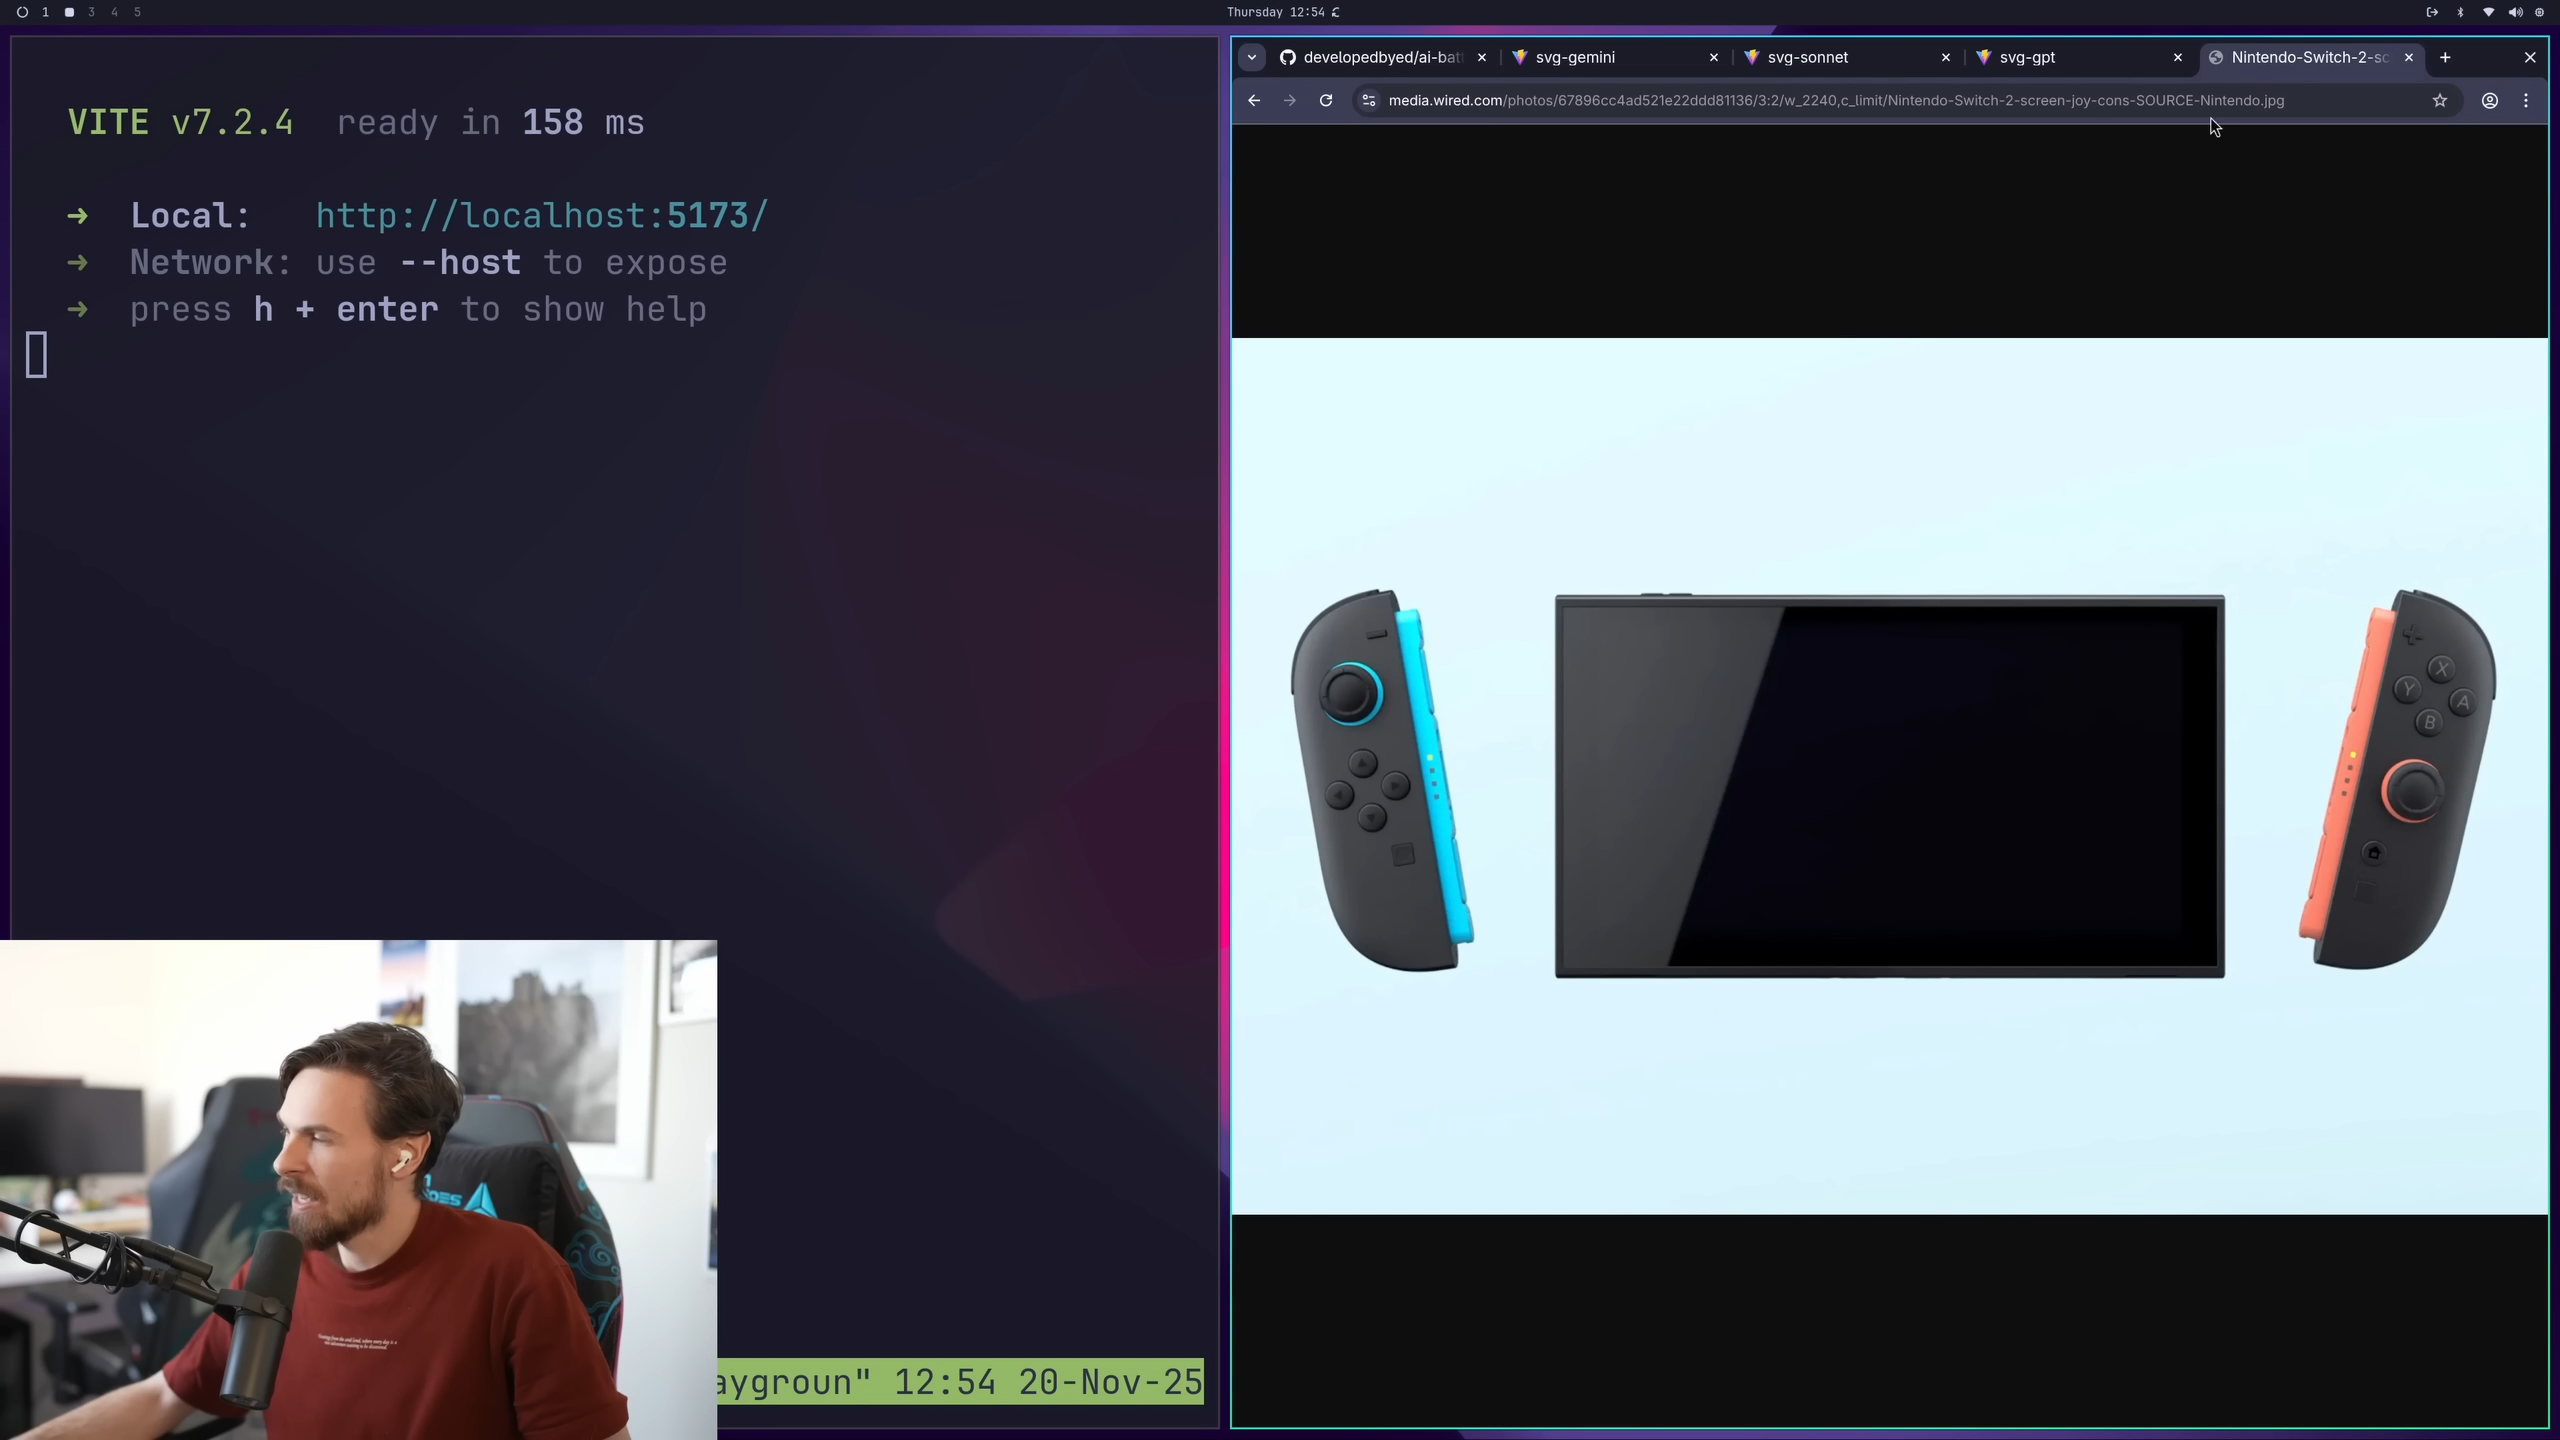 1 3 4 5
Thursday 12:54
VITE v7.2.4 ready in 158 ms
➜ Local: http://localhost:5173/
➜ Network: use --host to expose
➜ press h + enter to show help
aygroun" 12:54 20-Nov-25
developedbyed/ai-bat
svg-gemini
svg-sonnet
svg-gpt
Nintendo-Switch-2-sc
media.wired.com/photos/67896cc4ad521e22ddd81136/3:2/w_2240,c_limit/Nintendo-Switch-2-screen-joy-cons-SOURCE-Nintendo.jpg
X
Y A
B